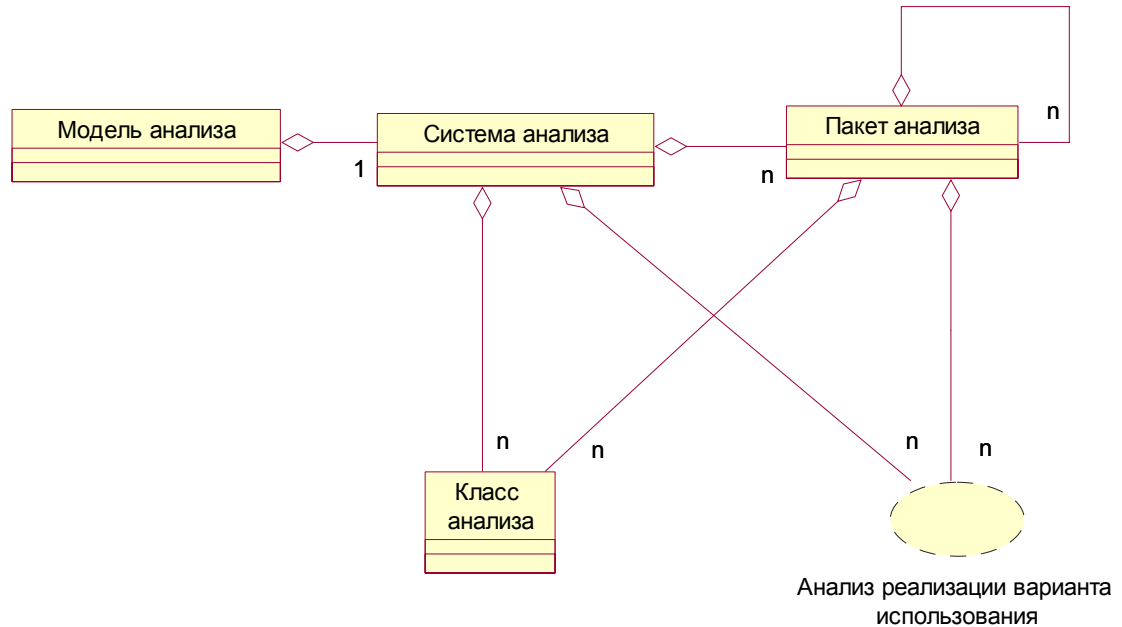 Модель анализа
1
Система анализа
n
Пакет анализа
n
n
n
n
n
Класс
анализа
Анализ реализации варианта
использования